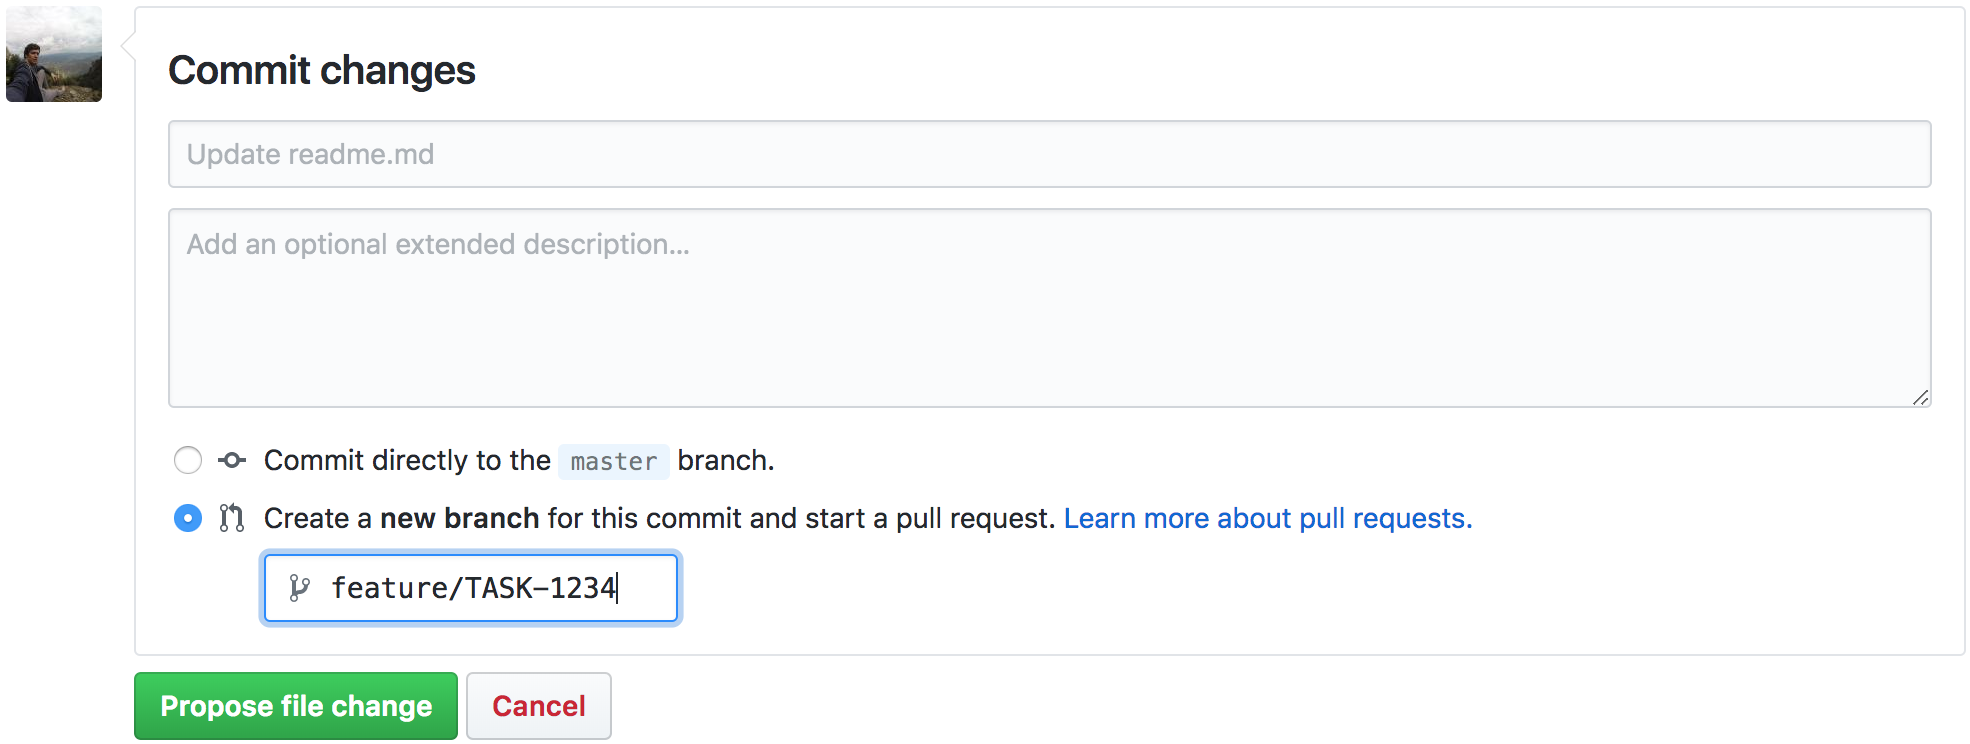 Commit changes
Update readme.md
Add an optional extended description...
Commit directly to the master branch.
Create a new branch for this commit and start a pull request. Learn more about pull requests.
feature/TASK-1234
Propose file change
Cancel